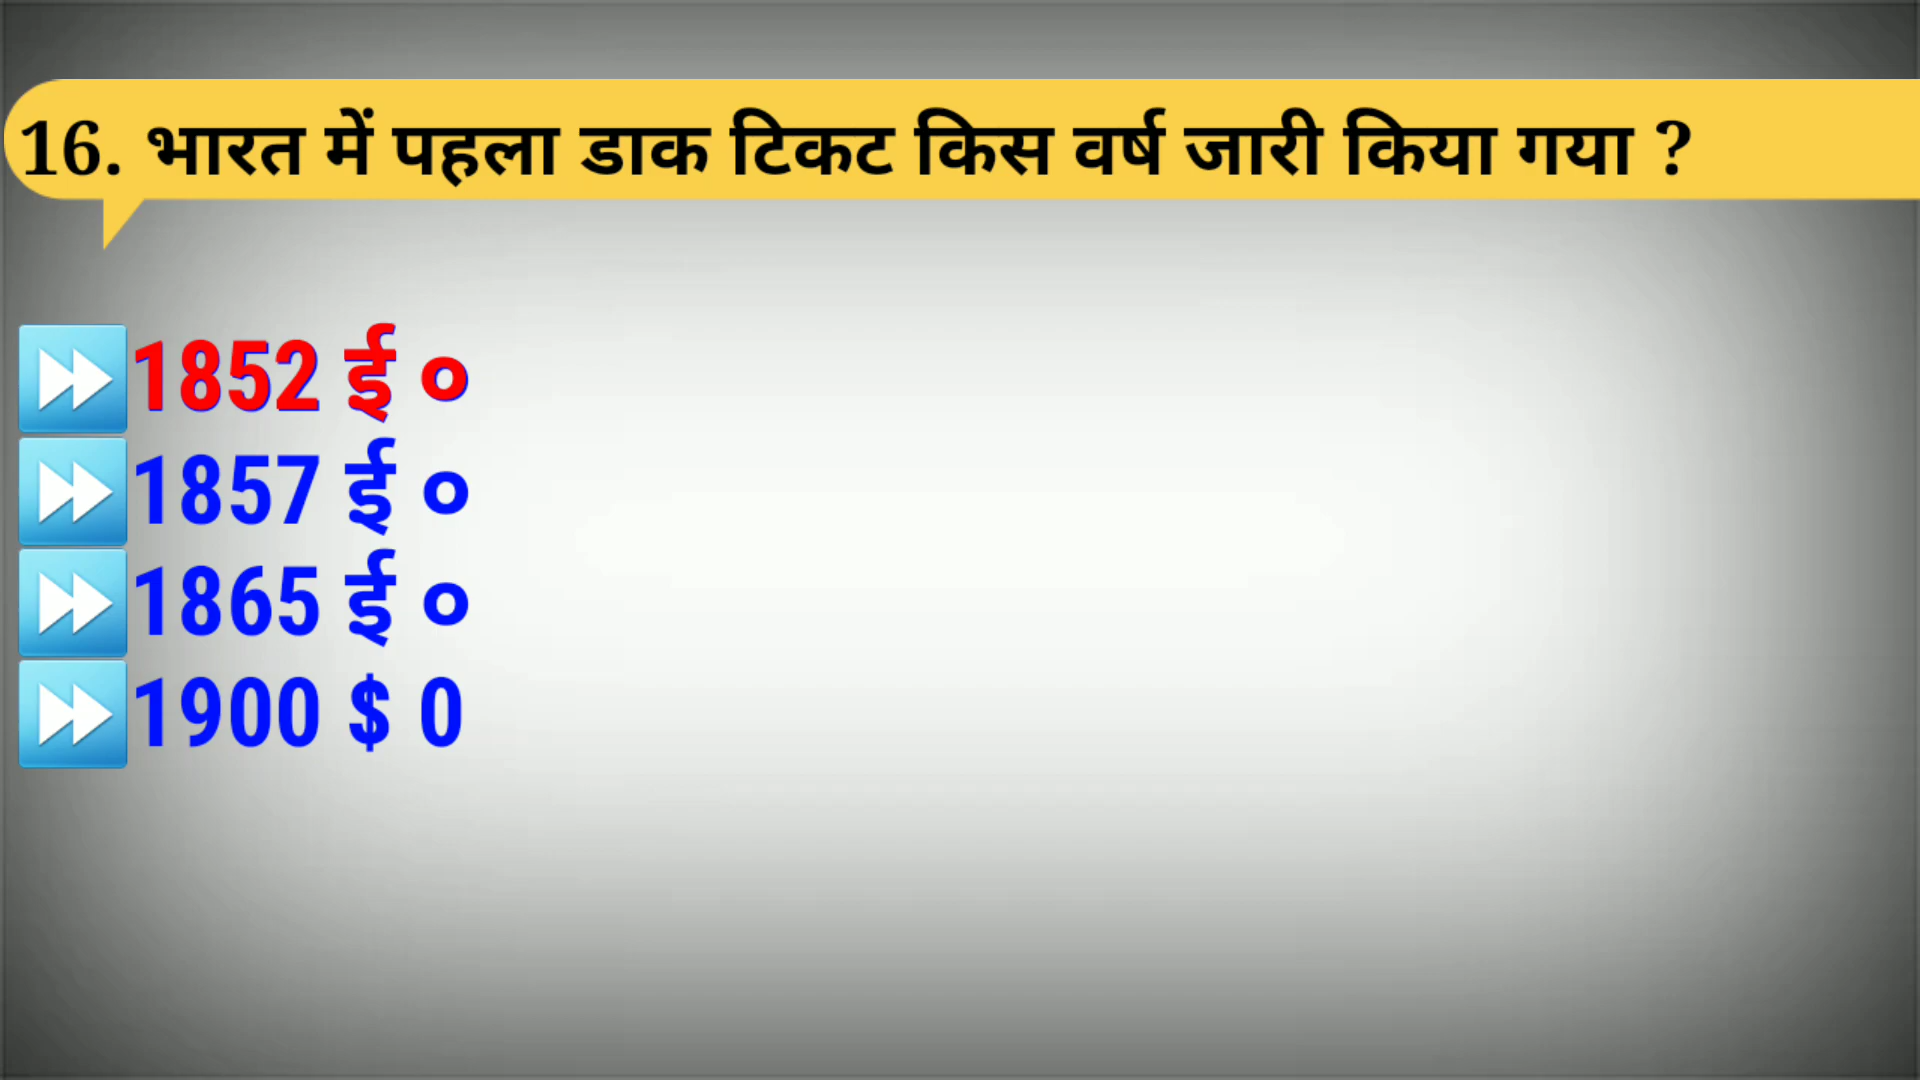 16. भारत में पहला डाक टिकट किस वर्ष जारी किया गया ?
1852 ई ०
1857 ई ०
1865 ई ०
1900 $ 0